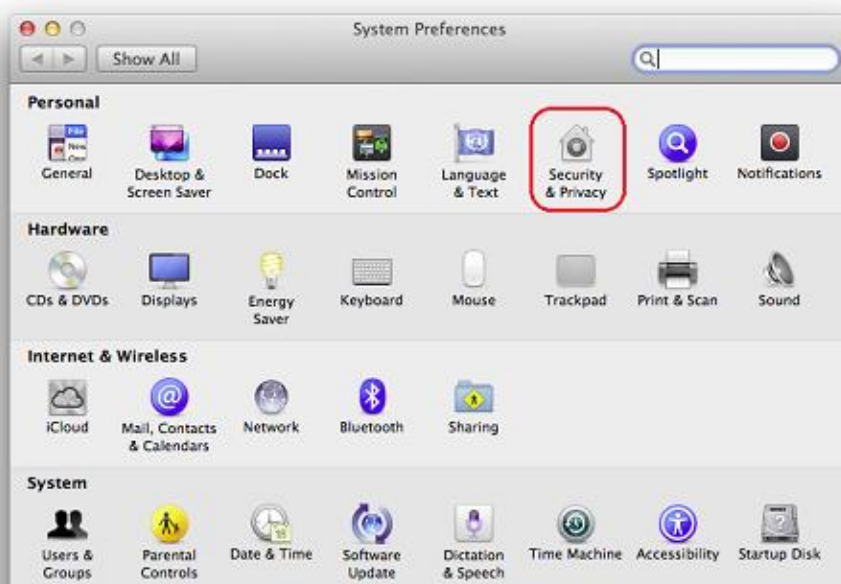 System Preferences
Show All
Personal
General
Desktop &
Screen Saver
Dock
Mission
Control
Language
& Text
Security
& Privacy
Spotlight
Notifications
Hardware
CDs & DVDs
Displays
Energy
Saver
Keyboard
Mouse
Trackpad
Print & Scan
Sound
Internet & Wireless
iCloud
Mail, Contacts
& Calendars
Network
Bluetooth
Sharing
System
Users &
Groups
Parental
Controls
Date & Time
Software
Update
Dictation
& Speech
Time Machine
Accessibility
Startup Disk